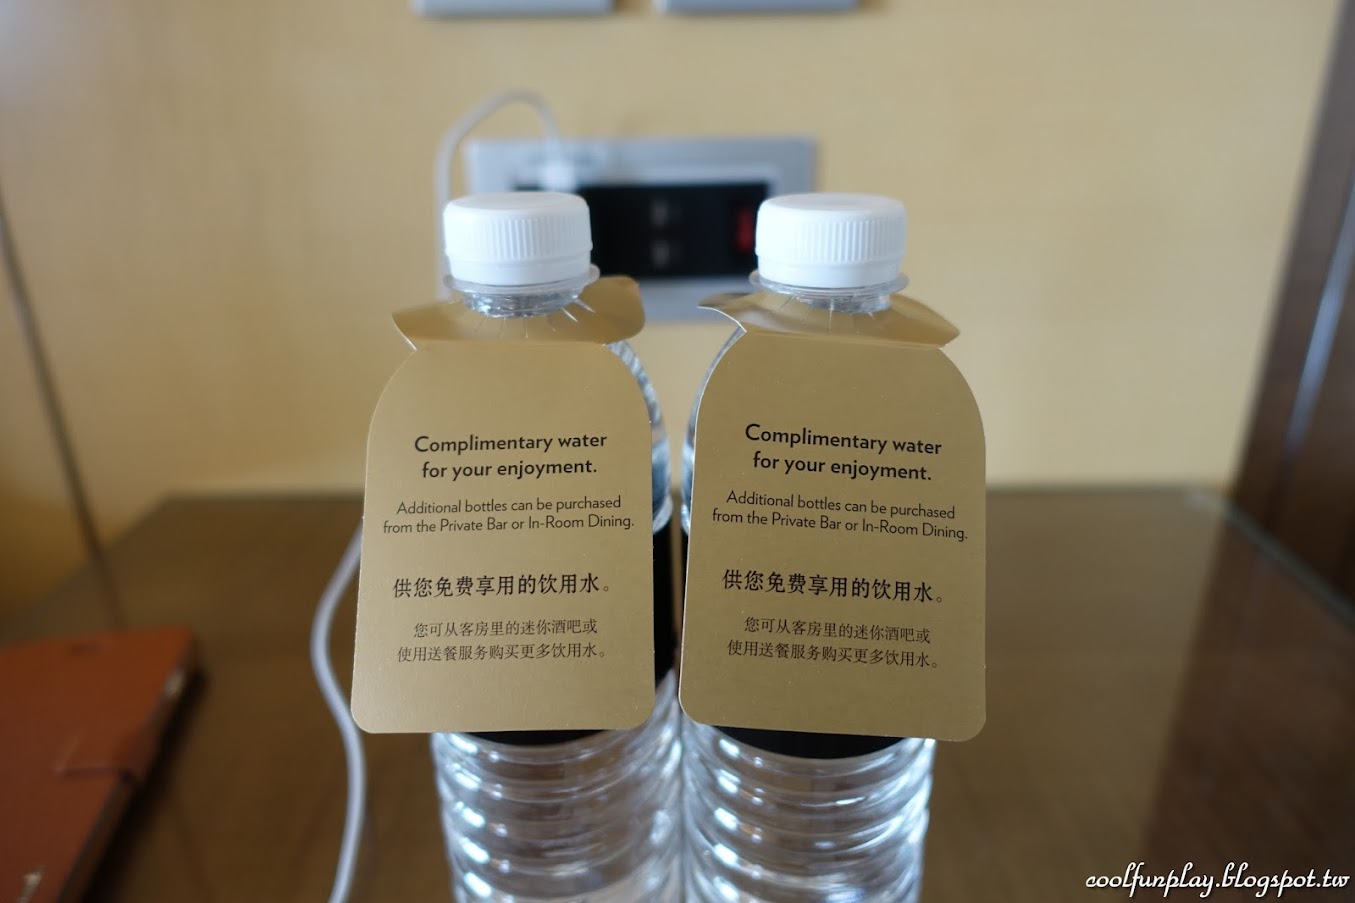 Complimentary water
for your enjoyment.
Additional bottles can be purchased
from the Private Bar or In-Room Dining.
供您免费享用的饮用水。
您可从客房里的迷你酒吧或
使用送餐服务购买更多饮用水。
Complimentary water
for your enjoyment.
Additional bottles can be purchased
from the Private Bar or In-Room Dining.
供您免费享用的饮用水。
您可从客房里的迷你酒吧或
使用送餐服务购买更多饮用水。
coolfunplay.blogspot.tw